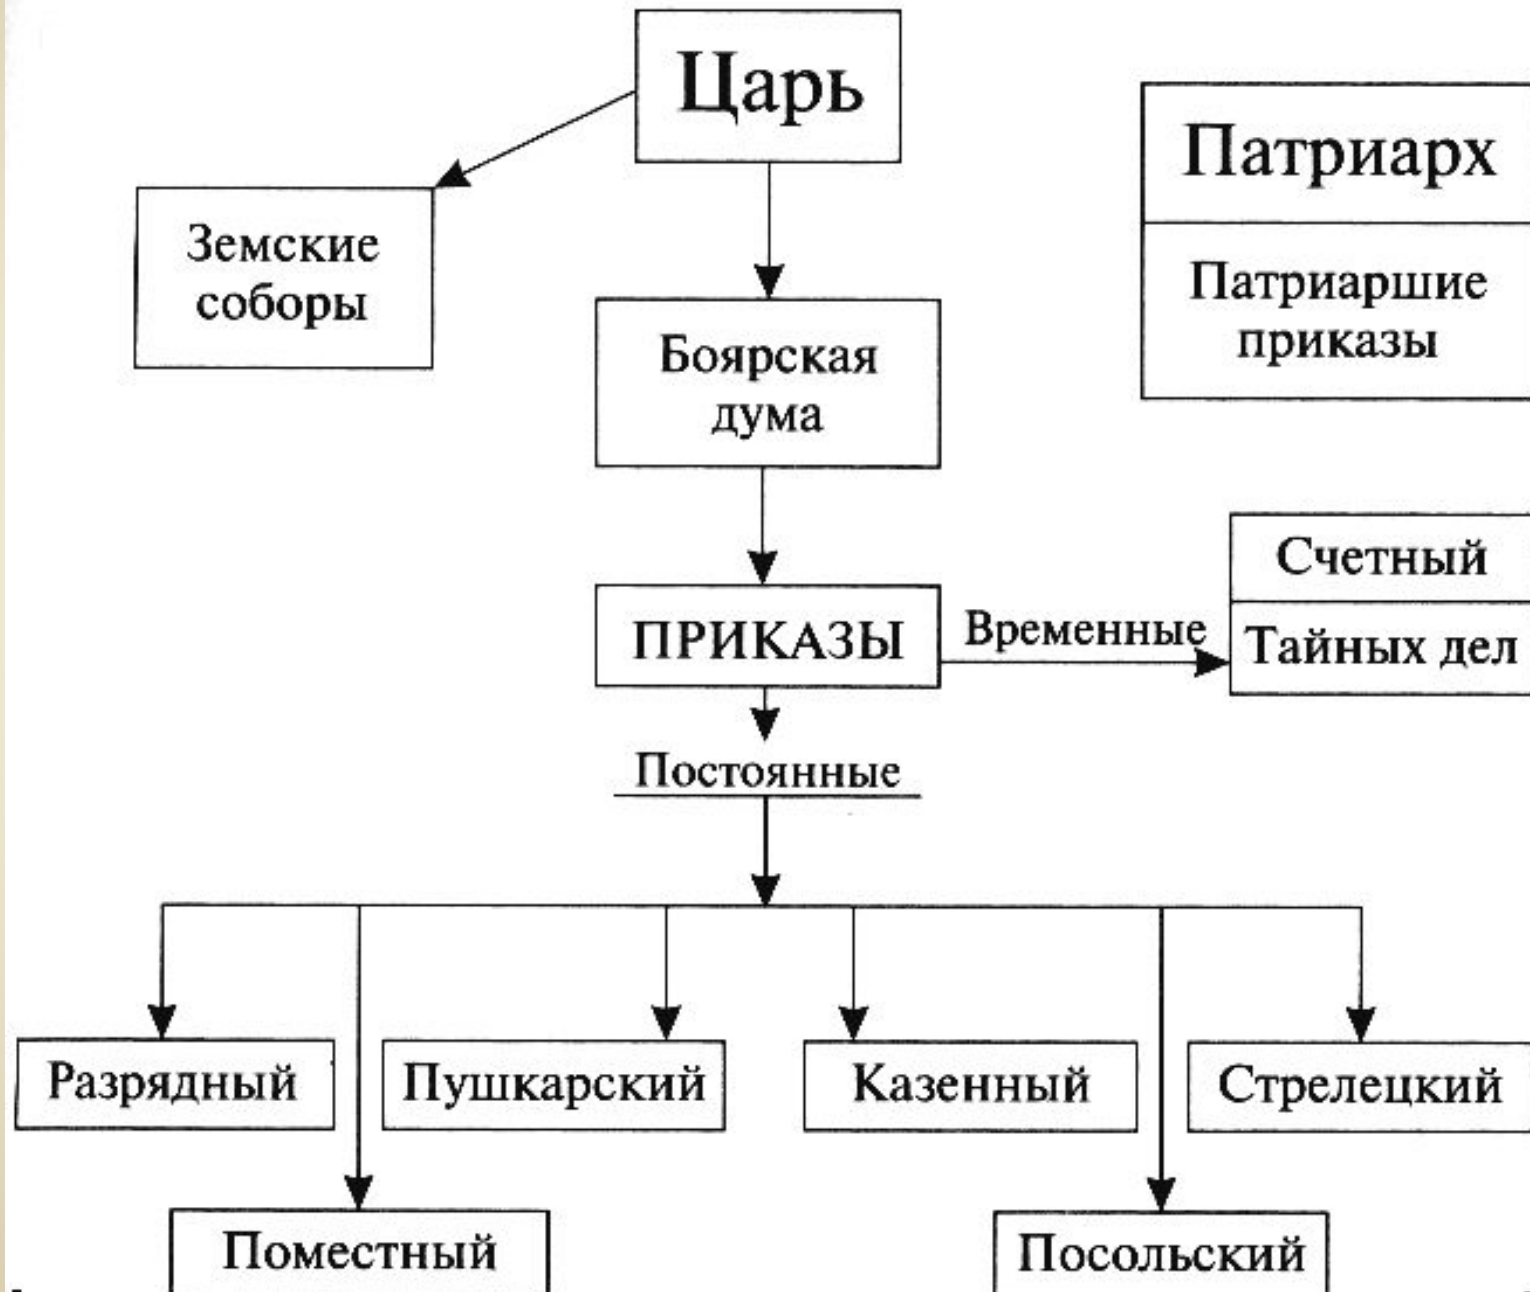 Царь
Патриарх
Земские
соборы
Патриаршие
приказы
Боярская
дума
Счетный
ПРИКАЗЫ
Временные
Тайных дел
Постоянные
Разрядный
Пушкарский
Казенный
Стрелецкий
Поместный
Посольский